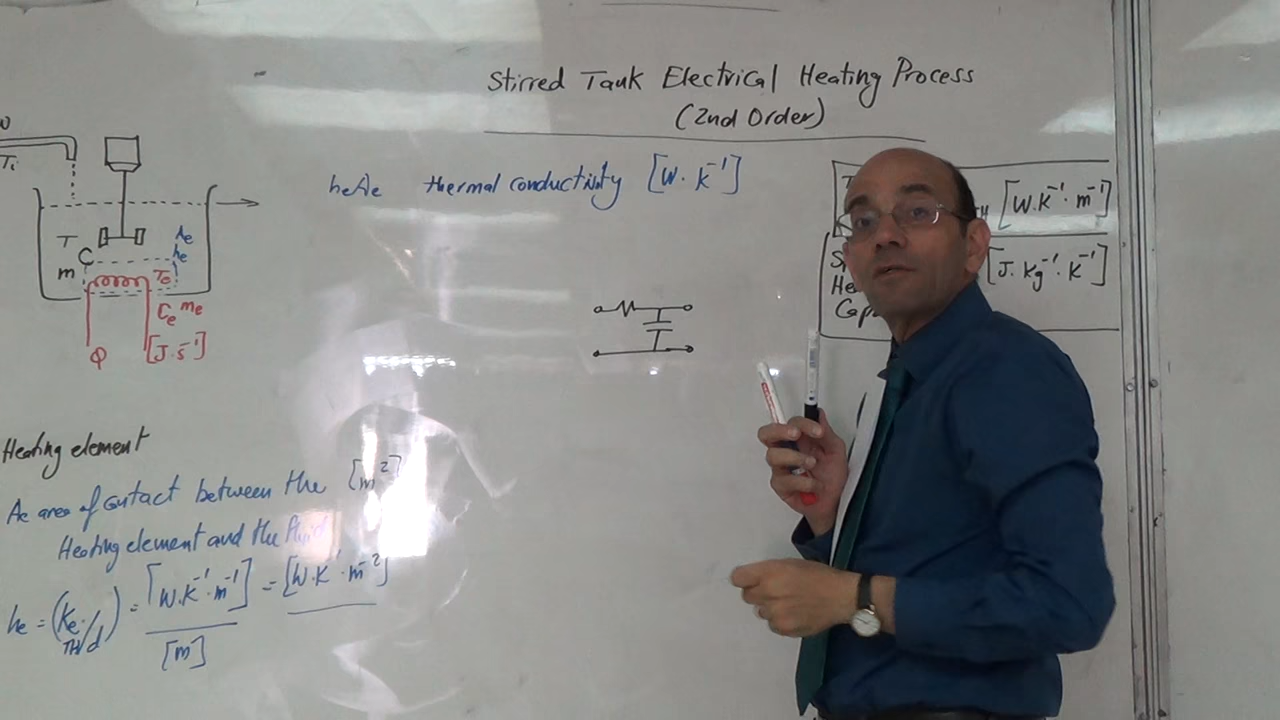 Stirred Tank Electrical Heating Process
(2nd Order)
heAe thermal conductivity [W.K⁻¹]
[W.K⁻¹.m⁻¹]
[J.Kg⁻¹.K⁻¹]
Ti
T
C
m
Ae
he
Te
Ce me
Φ [J.s⁻¹]
Heating element
Ae area of contact between the [m²]
Heating element and the fluid
he = (Ke TH/d) = [W.K⁻¹.m⁻¹]/[m] = [W.K⁻¹.m⁻²]